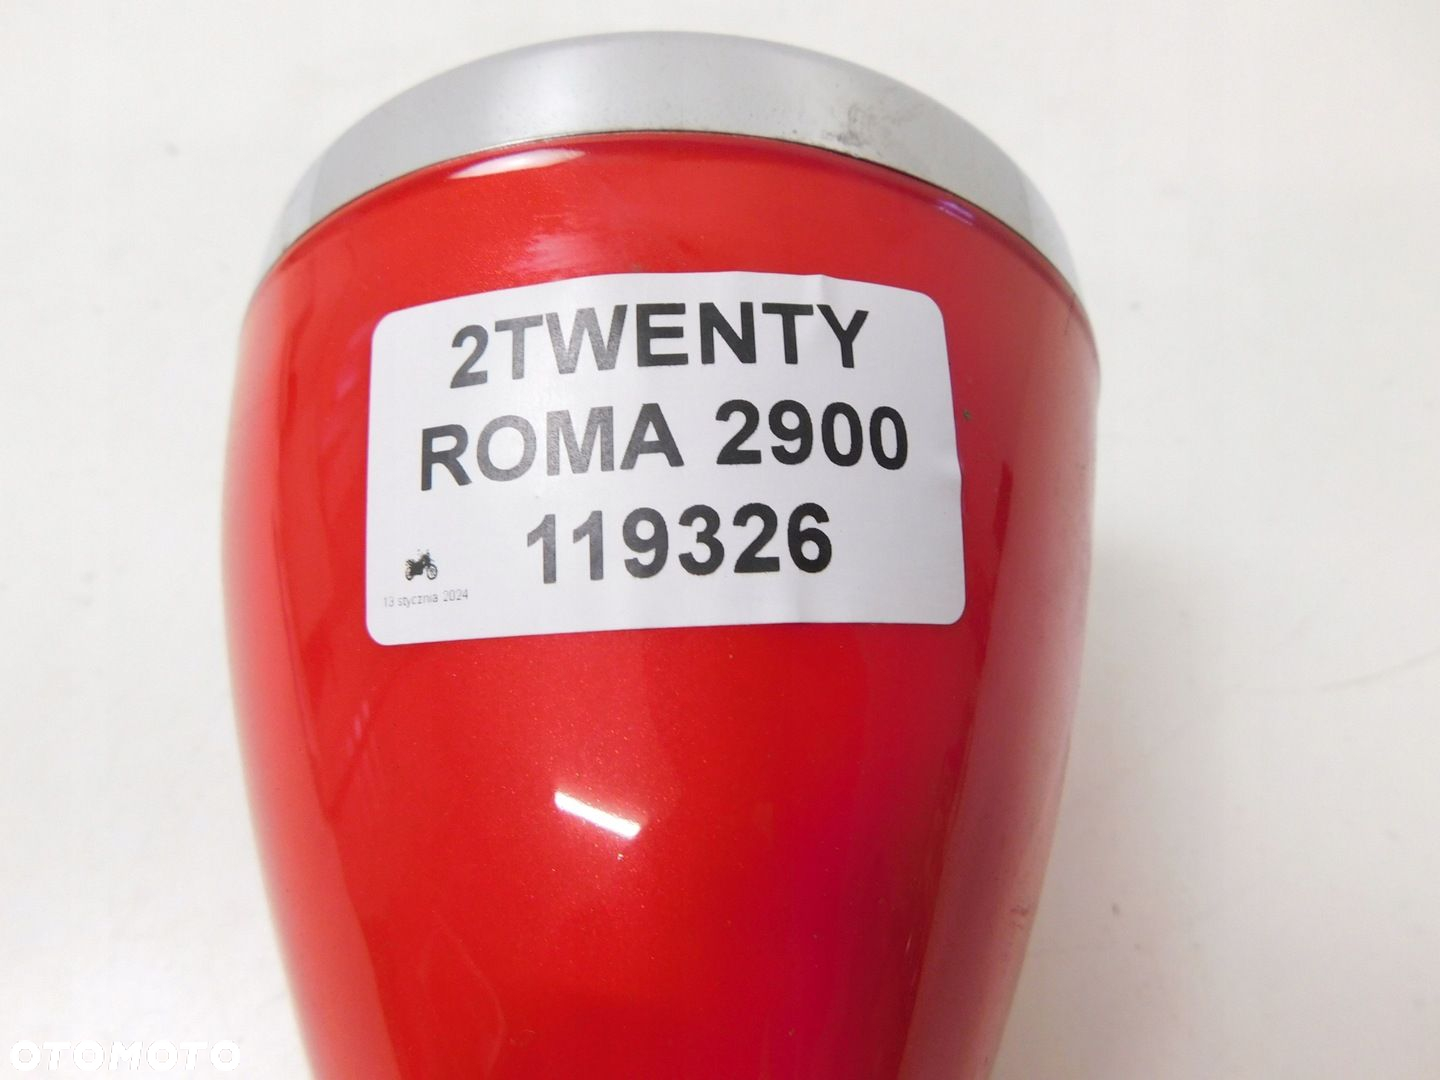 2TWENTY
ROMA 2900
119326
13 stycznia 2024
OTOMOTO